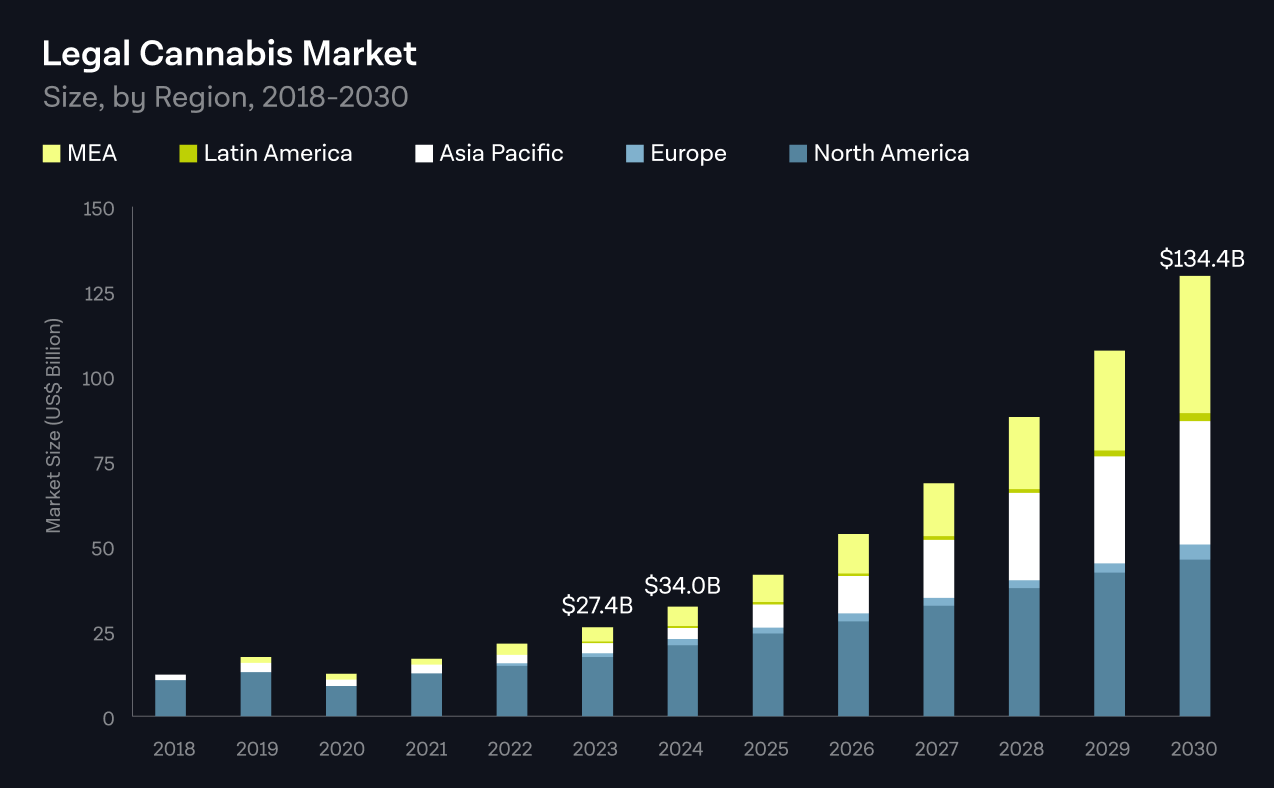 Legal Cannabis Market
Size, by Region, 2018-2030
MEA
Latin America
Asia Pacific
Europe
North America
Market Size (US$ Billion)
150
125
100
75
50
25
0
$27.4B
$34.0B
$134.4B
2018
2019
2020
2021
2022
2023
2024
2025
2026
2027
2028
2029
2030